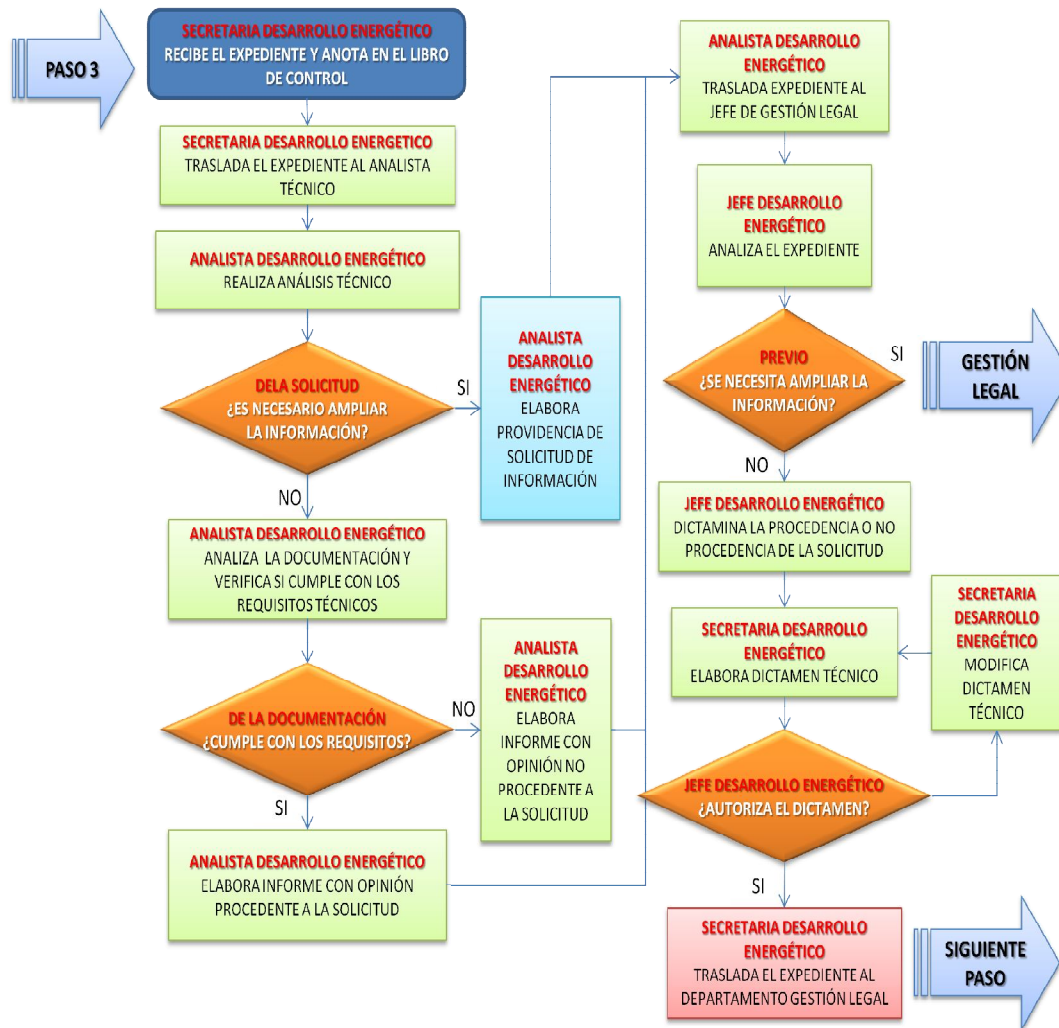 PASO 3
SECRETARIA DESARROLLO ENERGÉTICO
RECIBE EL EXPEDIENTE Y ANOTA EN EL LIBRO
DE CONTROL
SECRETARIA DESARROLLO ENERGETICO
TRASLADA EL EXPEDIENTE AL ANALISTA
TÉCNICO
ANALISTA DESARROLLO ENERGÉTICO
REALIZA ANÁLISIS TÉCNICO
DELA SOLICITUD
¿ES NECESARIO AMPLIAR
LA INFORMACIÓN?
SI
ANALISTA
DESARROLLO
ENERGÉTICO
ELABORA
PROVIDENCIA DE
SOLICITUD DE
INFORMACIÓN
NO
ANALISTA DESARROLLO ENERGÉTICO
ANALIZA LA DOCUMENTACIÓN Y
VERIFICA SI CUMPLE CON LOS
REQUISITOS TÉCNICOS
DE LA DOCUMENTACIÓN
¿CUMPLE CON LOS REQUISITOS?
NO
ANALISTA
DESARROLLO
ENERGÉTICO
ELABORA
INFORME CON
OPINIÓN NO
PROCEDENTE A
LA SOLICITUD
SI
ANALISTA DESARROLLO ENERGÉTICO
ELABORA INFORME CON OPINIÓN
PROCEDENTE A LA SOLICITUD
ANALISTA DESARROLLO
ENERGÉTICO
TRASLADA EXPEDIENTE AL
JEFE DE GESTIÓN LEGAL
JEFE DESARROLLO
ENERGÉTICO
ANALIZA EL EXPEDIENTE
PREVIO
¿SE NECESITA AMPLIAR LA
INFORMACIÓN?
SI
GESTIÓN
LEGAL
NO
JEFE DESARROLLO ENERGÉTICO
DICTAMINA LA PROCEDENCIA O NO
PROCEDENCIA DE LA SOLICITUD
SECRETARIA DESARROLLO
ENERGÉTICO
ELABORA DICTAMEN TÉCNICO
SECRETARIA
DESARROLLO
ENERGÉTICO
MODIFICA
DICTAMEN
TÉCNICO
JEFE DESARROLLO ENERGÉTICO
¿AUTORIZA EL DICTAMEN?
SI
SECRETARIA DESARROLLO
ENERGÉTICO
TRASLADA EL EXPEDIENTE AL
DEPARTAMENTO GESTIÓN LEGAL
SIGUIENTE
PASO